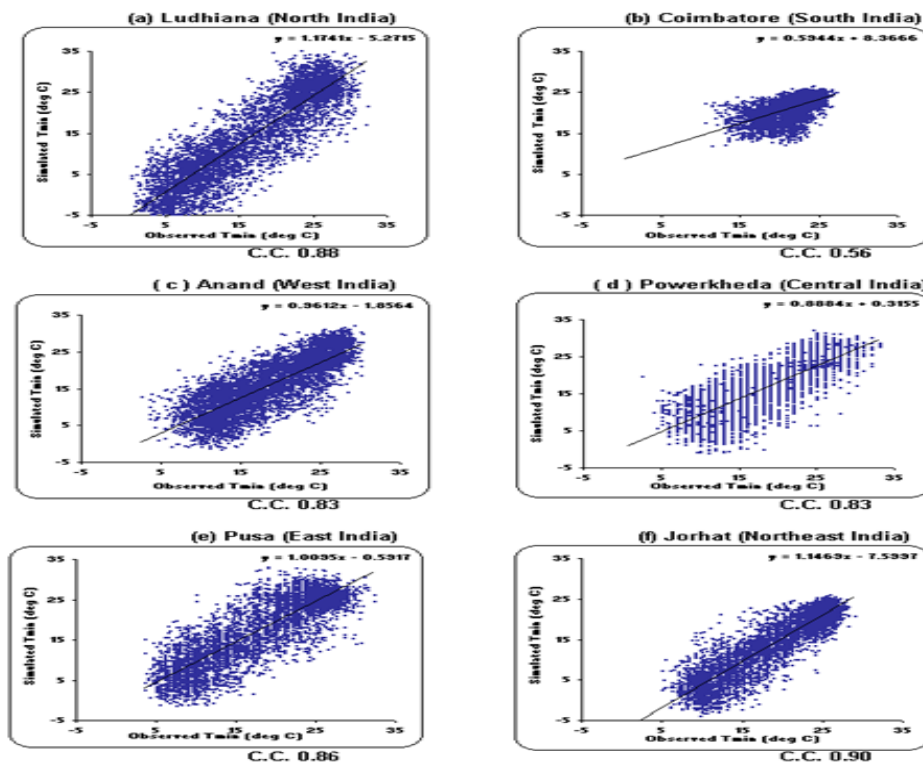 (a) Ludhiana (North India)
y = 1.1741x - 5.2715
35
25
15
5
-5
Simulated Tmin (deg C)
-5 15 25 35
Observed Tmin (deg C)
C.C. 0.88
(b) Coimbatore (South India)
y = 0.5944x + 8.3666
35
25
15
5
-5
Simulated Tmin (deg C)
-5 5 15 25 35
Observed Tmin (deg C)
C.C. 0.56
( c ) Anand (West India)
y = 0.9612x - 1.8564
35
25
15
5
-5
Simulated Tmin (deg C)
-5 5 15 25 35
Observed Tmin (deg C)
C.C. 0.83
( d ) Powerkheda (Central India)
y = 0.8884x + 0.3155
35
25
15
5
-5
Simulated Tmin (deg C)
-5 5 15 25 35
Observed Tmin (deg C)
C.C. 0.83
(e) Pusa (East India)
y = 1.0095x - 0.5917
35
25
15
5
-5
Simulated Tmin (deg C)
-5 5 15 25 35
Observed Tmin (deg C)
C.C. 0.86
(f) Jorhat (Northeast India)
y = 1.1469x - 7.5997
35
25
15
5
-5
Simulated Tmin (deg C)
-5 5 15 25 35
Observed Tmin (deg C)
C.C. 0.90